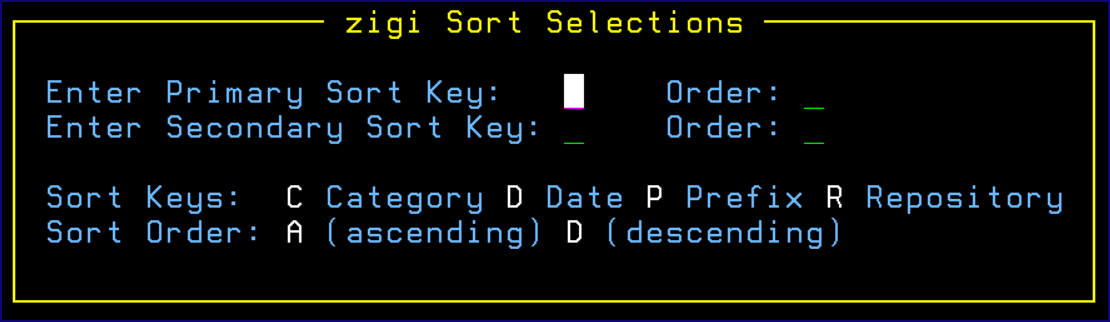 zigi Sort Selections
Enter Primary Sort Key: Order: _
Enter Secondary Sort Key: _ Order: _
Sort Keys: C Category D Date P Prefix R Repository
Sort Order: A (ascending) D (descending)